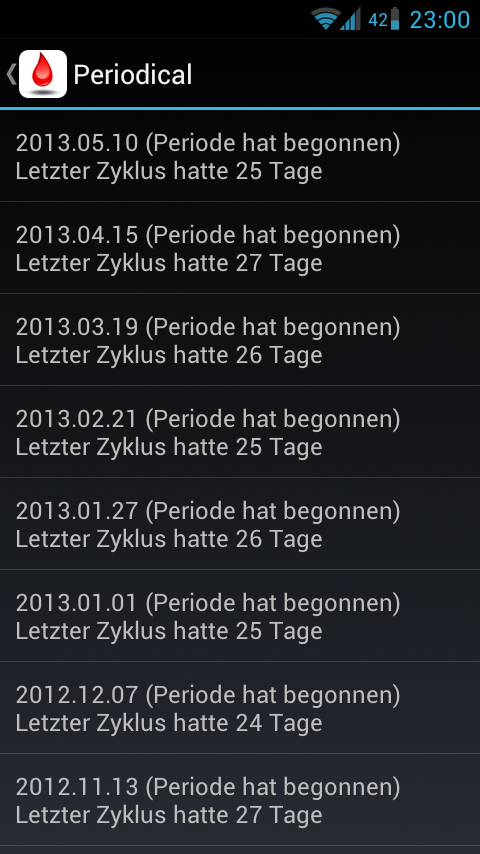 42 23:00
Periodical
2013.05.10 (Periode hat begonnen)
Letzter Zyklus hatte 25 Tage
2013.04.15 (Periode hat begonnen)
Letzter Zyklus hatte 27 Tage
2013.03.19 (Periode hat begonnen)
Letzter Zyklus hatte 26 Tage
2013.02.21 (Periode hat begonnen)
Letzter Zyklus hatte 25 Tage
2013.01.27 (Periode hat begonnen)
Letzter Zyklus hatte 26 Tage
2013.01.01 (Periode hat begonnen)
Letzter Zyklus hatte 25 Tage
2012.12.07 (Periode hat begonnen)
Letzter Zyklus hatte 24 Tage
2012.11.13 (Periode hat begonnen)
Letzter Zyklus hatte 27 Tage